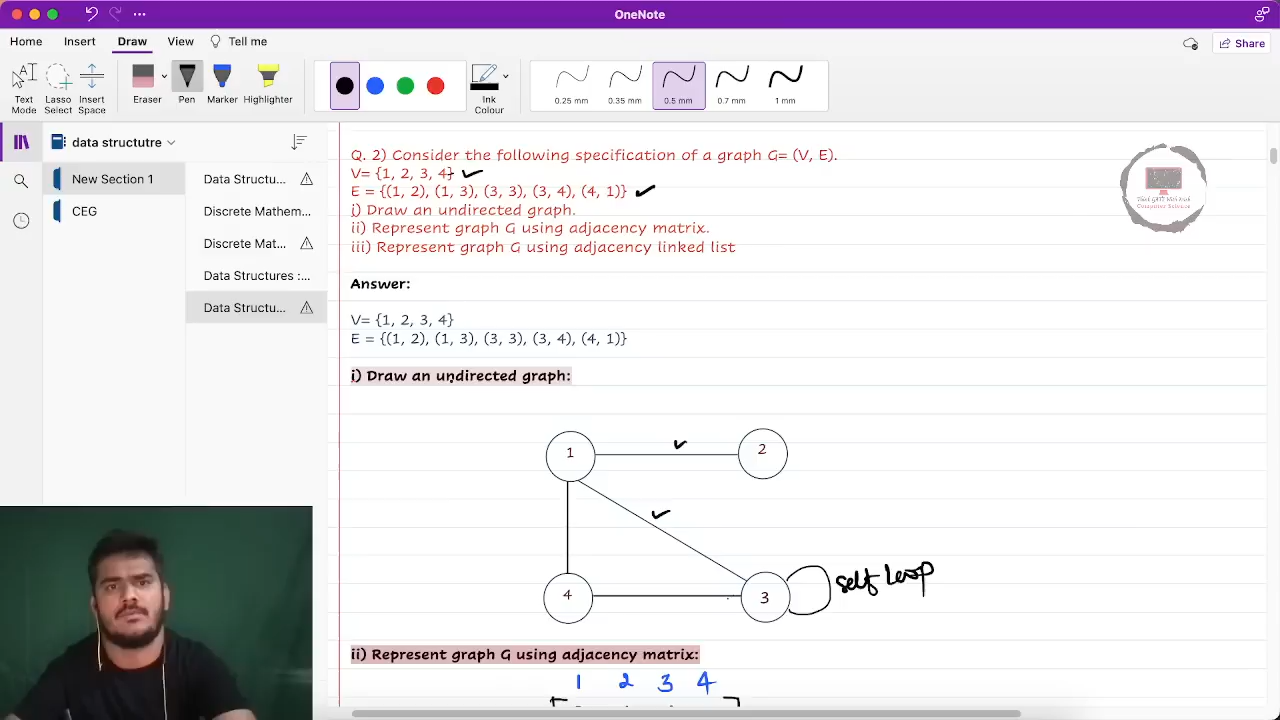 OneNote
Home Insert Draw View Tell me
Share
Text Mode
Lasso Select
Insert Space
Eraser
Pen
Marker
Highlighter
Ink Colour
0.25 mm
0.35 mm
0.5 mm
0.7 mm
1 mm
data structutre
New Section 1
CEG
Data Structu...
Discrete Mathem...
Discrete Mat...
Data Structures :...
Data Structu...
Q. 2) Consider the following specification of a graph G= (V, E).
V= {1, 2, 3, 4}
E = {(1, 2), (1, 3), (3, 3), (3, 4), (4, 1)}
i) Draw an undirected graph.
ii) Represent graph G using adjacency matrix.
iii) Represent graph G using adjacency linked list
Answer:
V= {1, 2, 3, 4}
E = {(1, 2), (1, 3), (3, 3), (3, 4), (4, 1)}
i) Draw an undirected graph:
1
2
4
3
self loop
ii) Represent graph G using adjacency matrix:
1 2 3 4